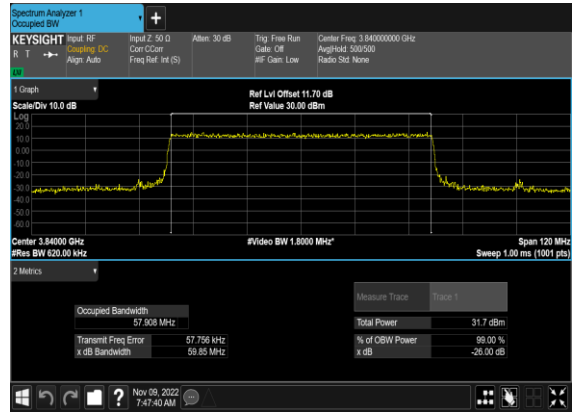 Spectrum Analyzer 1
Occupied BW
KEYSIGHT Input: RF Input Z: 50 Ω Atten: 30 dB Trig: Free Run Center Freq: 3.840000000 GHz
R T Coupling: DC Corr CCorr Gate: Off Avg|Hold: 500/500
Align: Auto Freq Ref: Int (S) #IF Gain: Low Radio Std: None
1 Graph
Ref Lvl Offset 11.70 dB
Scale/Div 10.0 dB Ref Value 30.00 dBm
Log
20.0
10.0
0.00
-10.0
-20.0
-30.0
-40.0
-50.0
-60.0
Center 3.84000 GHz #Video BW 1.8000 MHz* Span 120 MHz
#Res BW 620.00 kHz Sweep 1.00 ms (1001 pts)
2 Metrics
Measure Trace Trace 1
Occupied Bandwidth
57.908 MHz Total Power 31.7 dBm
Transmit Freq Error 57.756 kHz % of OBW Power 99.00 %
x dB Bandwidth 59.85 MHz x dB -26.00 dB
Nov 09, 2022
7:47:40 AM